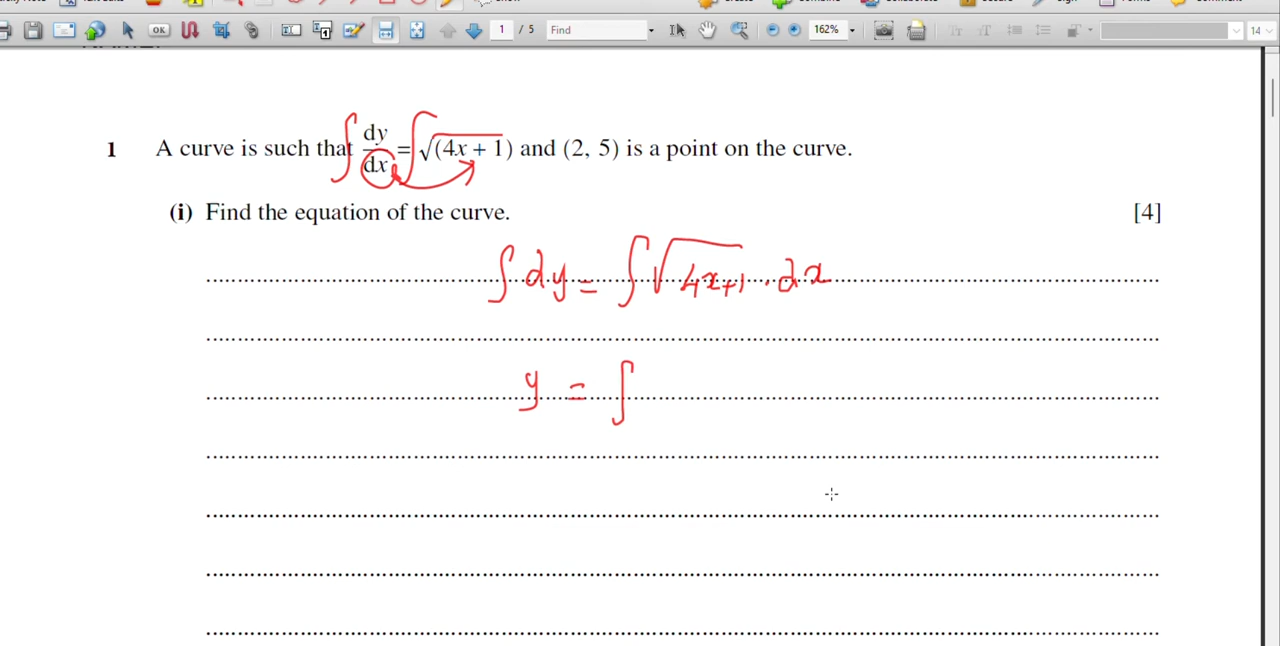 OK 1 / 5 Find 162% 14
1 A curve is such that ∫ dy/dx = ∫ √(4x + 1) and (2, 5) is a point on the curve.
(i) Find the equation of the curve. [4]
∫ dy = ∫ √4x+1 . dx
y = ∫